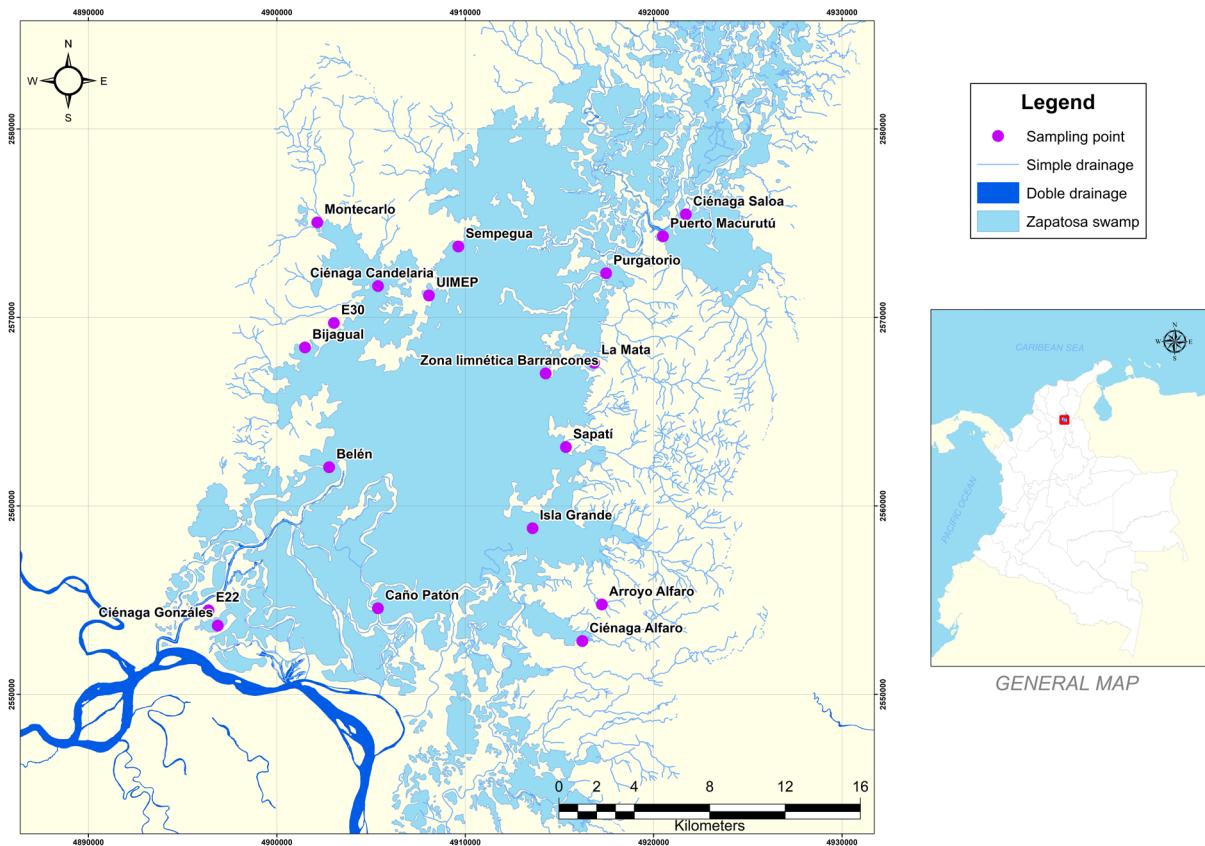 4890000
4900000
4910000
4920000
4930000
N
W
E
S
Legend
Sampling point
Simple drainage
Doble drainage
Zapatosa swamp
2580000
2580000
Ciénaga Saloa
Montecarlo
Puerto Macurutú
Sempegua
Purgatorio
Ciénaga Candelaria
UIMEP
2570000
E30
2570000
Bijagual
La Mata
Zona limnética Barrancones
N
W
E
S
CARIBEAN SEA
Sapatí
Belén
2560000
Isla Grande
2560000
PACIFIC OCEAN
Arroyo Alfaro
Caño Patón
E22
Ciénaga Gonzáles
Ciénaga Alfaro
GENERAL MAP
2550000
2550000
0 2 4 8 12 16
Kilometers
4890000
4900000
4910000
4920000
4930000